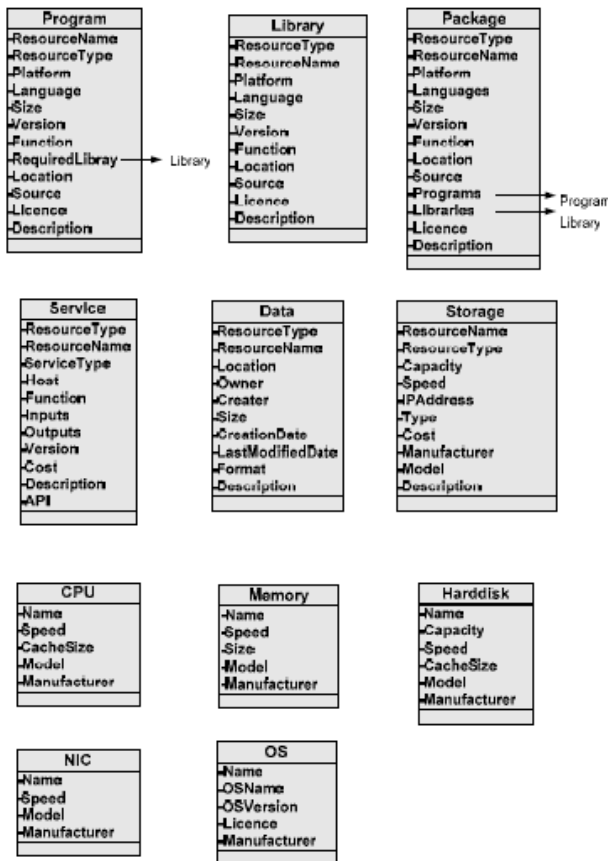 Program
-ResourceName
-ResourceType
-Platform
-Language
-Size
-Version
-Function
-RequiredLibray
Library
-Location
-Source
-Licence
-Description
Library
-ResourceType
-ResourceName
-Platform
-Language
-Size
-Version
-Function
-Location
-Source
-Licence
-Description
Package
-ResourceType
-ResourceName
-Platform
-Languages
-Size
-Version
-Function
-Location
-Source
-Programs
Program
-Libraries
Library
-Licence
-Description
Service
-ResourceType
-ResourceName
-ServiceType
-Host
-Function
-Inputs
-Outputs
-Version
-Cost
-Description
-API
Data
-ResourceType
-ResourceName
-Location
-Owner
-Creater
-Size
-CreationDate
-LastModifiedDate
-Format
-Description
Storage
-ResourceName
-ResourceType
-Capacity
-Speed
-IPAddress
-Type
-Cost
-Manufacturer
-Model
-Description
CPU
-Name
-Speed
-CacheSize
-Model
-Manufacturer
Memory
-Name
-Speed
-Size
-Model
-Manufacturer
Harddisk
-Name
-Capacity
-Speed
-CacheSize
-Model
-Manufacturer
NIC
-Name
-Speed
-Model
-Manufacturer
OS
-Name
-OSName
-OSVersion
-Licence
-Manufacturer